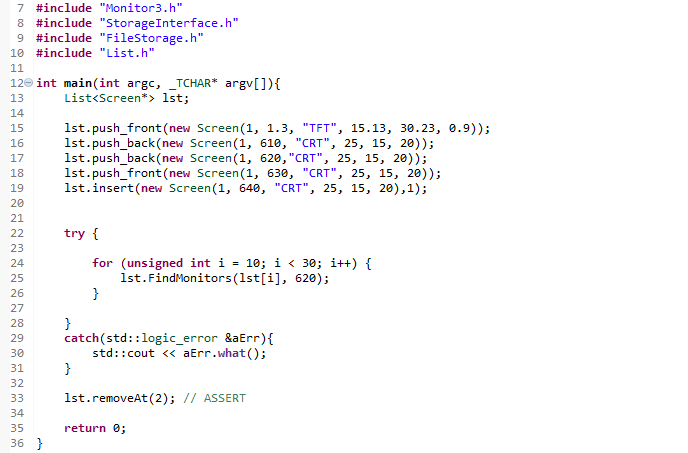 7 #include "Monitor3.h"
8 #include "StorageInterface.h"
9 #include "FileStorage.h"
10 #include "List.h"
11
12 int main(int argc, _TCHAR* argv[]){
13     List<Screen*> lst;
14
15     lst.push_front(new Screen(1, 1.3, "TFT", 15.13, 30.23, 0.9));
16     lst.push_back(new Screen(1, 610, "CRT", 25, 15, 20));
17     lst.push_back(new Screen(1, 620,"CRT", 25, 15, 20));
18     lst.push_front(new Screen(1, 630, "CRT", 25, 15, 20));
19     lst.insert(new Screen(1, 640, "CRT", 25, 15, 20),1);
20
21
22     try {
23
24         for (unsigned int i = 10; i < 30; i++) {
25             lst.FindMonitors(lst[i], 620);
26         }
27
28     }
29     catch(std::logic_error &aErr){
30         std::cout << aErr.what();
31     }
32
33     lst.removeAt(2); // ASSERT
34
35     return 0;
36 }